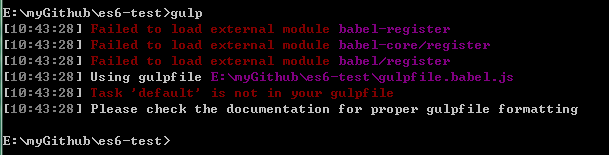 E:\myGithub\es6-test>gulp
[10:43:28] Failed to load external module babel-register
[10:43:28] Failed to load external module babel-core/register
[10:43:28] Failed to load external module babel/register
[10:43:28] Using gulpfile E:\myGithub\es6-test\gulpfile.babel.js
[10:43:28] Task 'default' is not in your gulpfile
[10:43:28] Please check the documentation for proper gulpfile formatting
E:\myGithub\es6-test>